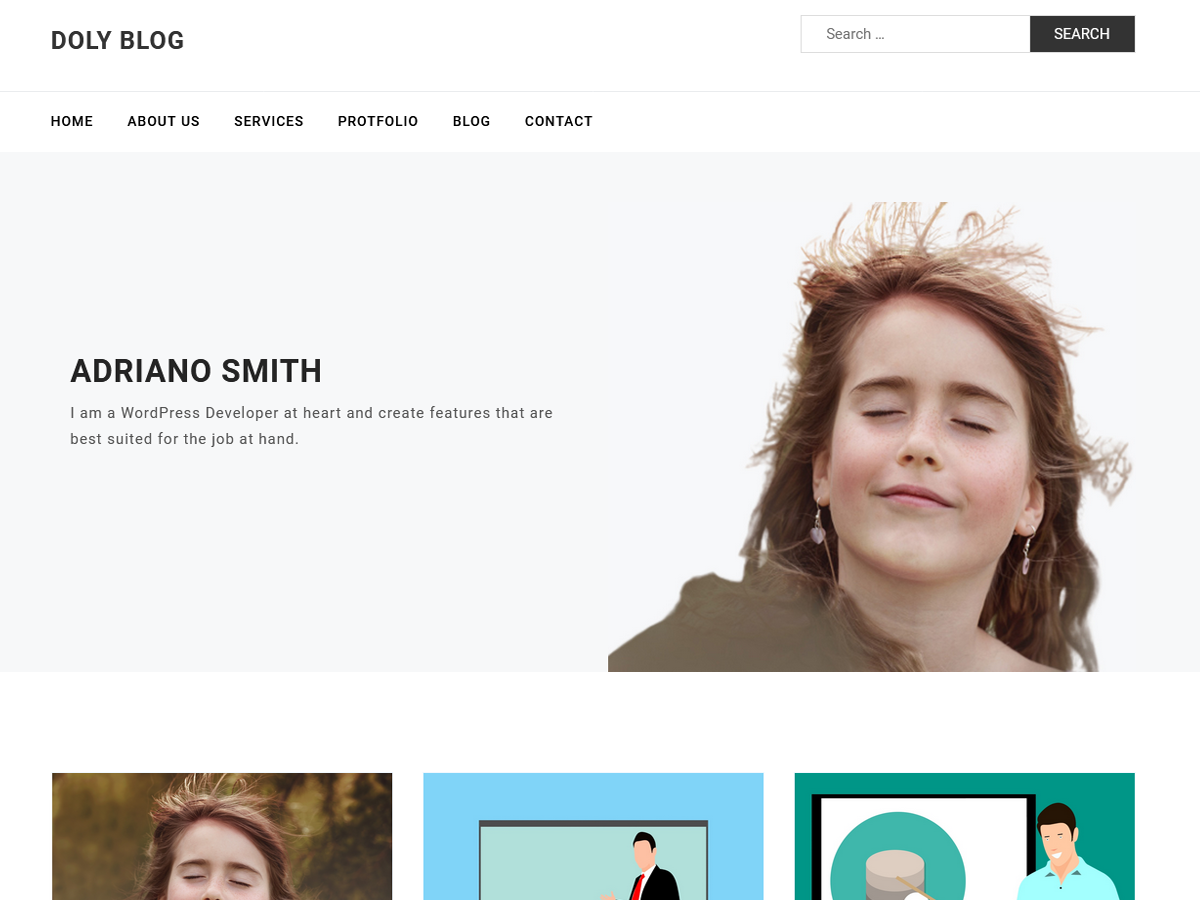 DOLY BLOG
Search …
SEARCH
HOME
ABOUT US
SERVICES
PROTFOLIO
BLOG
CONTACT
ADRIANO SMITH
I am a WordPress Developer at heart and create features that are
best suited for the job at hand.